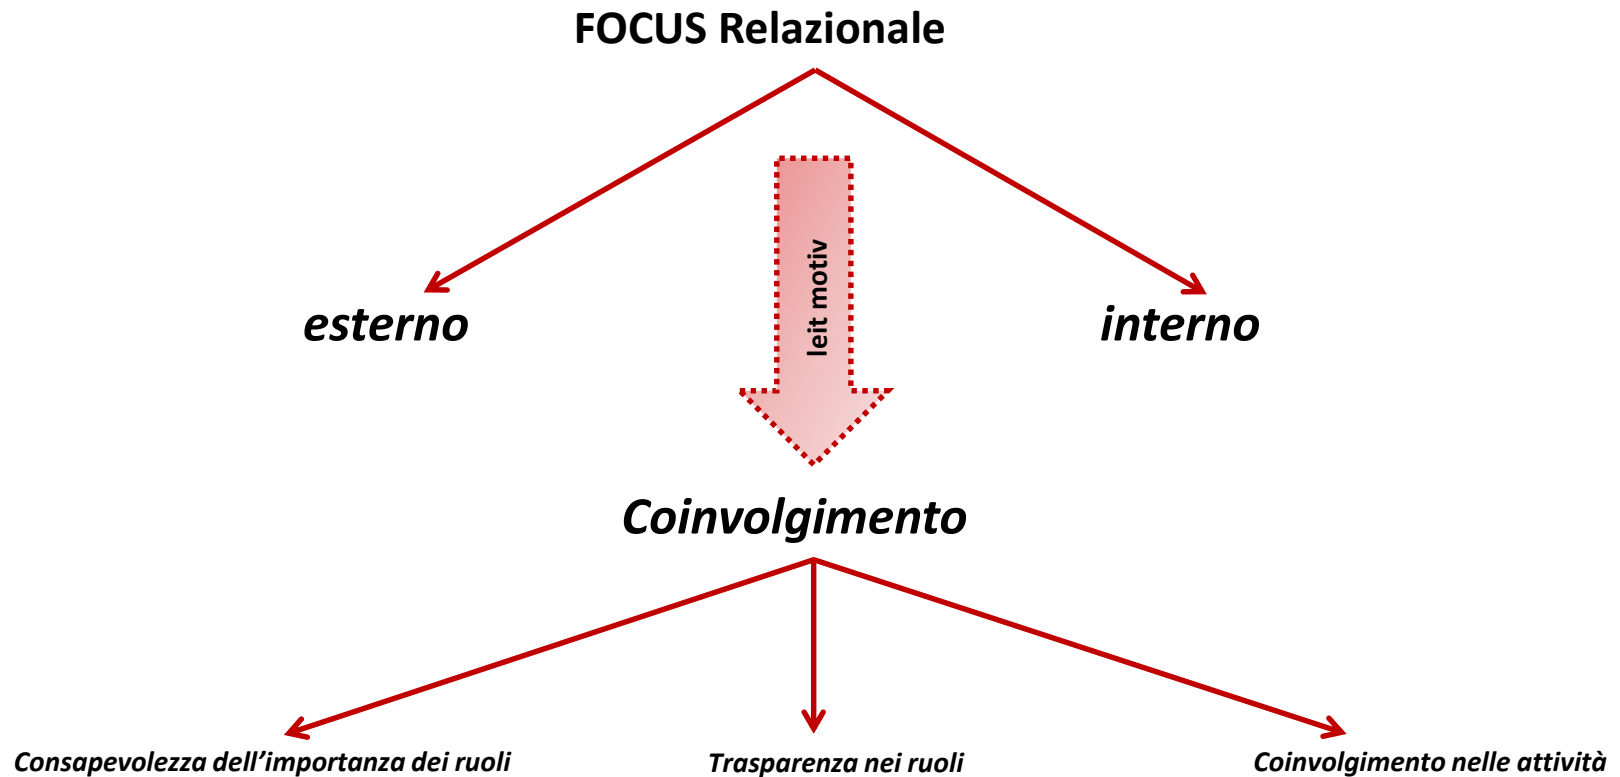 FOCUS Relazionale
leit motiv
esterno
interno
Coinvolgimento
Consapevolezza dell’importanza dei ruoli
Trasparenza nei ruoli
Coinvolgimento nelle attività